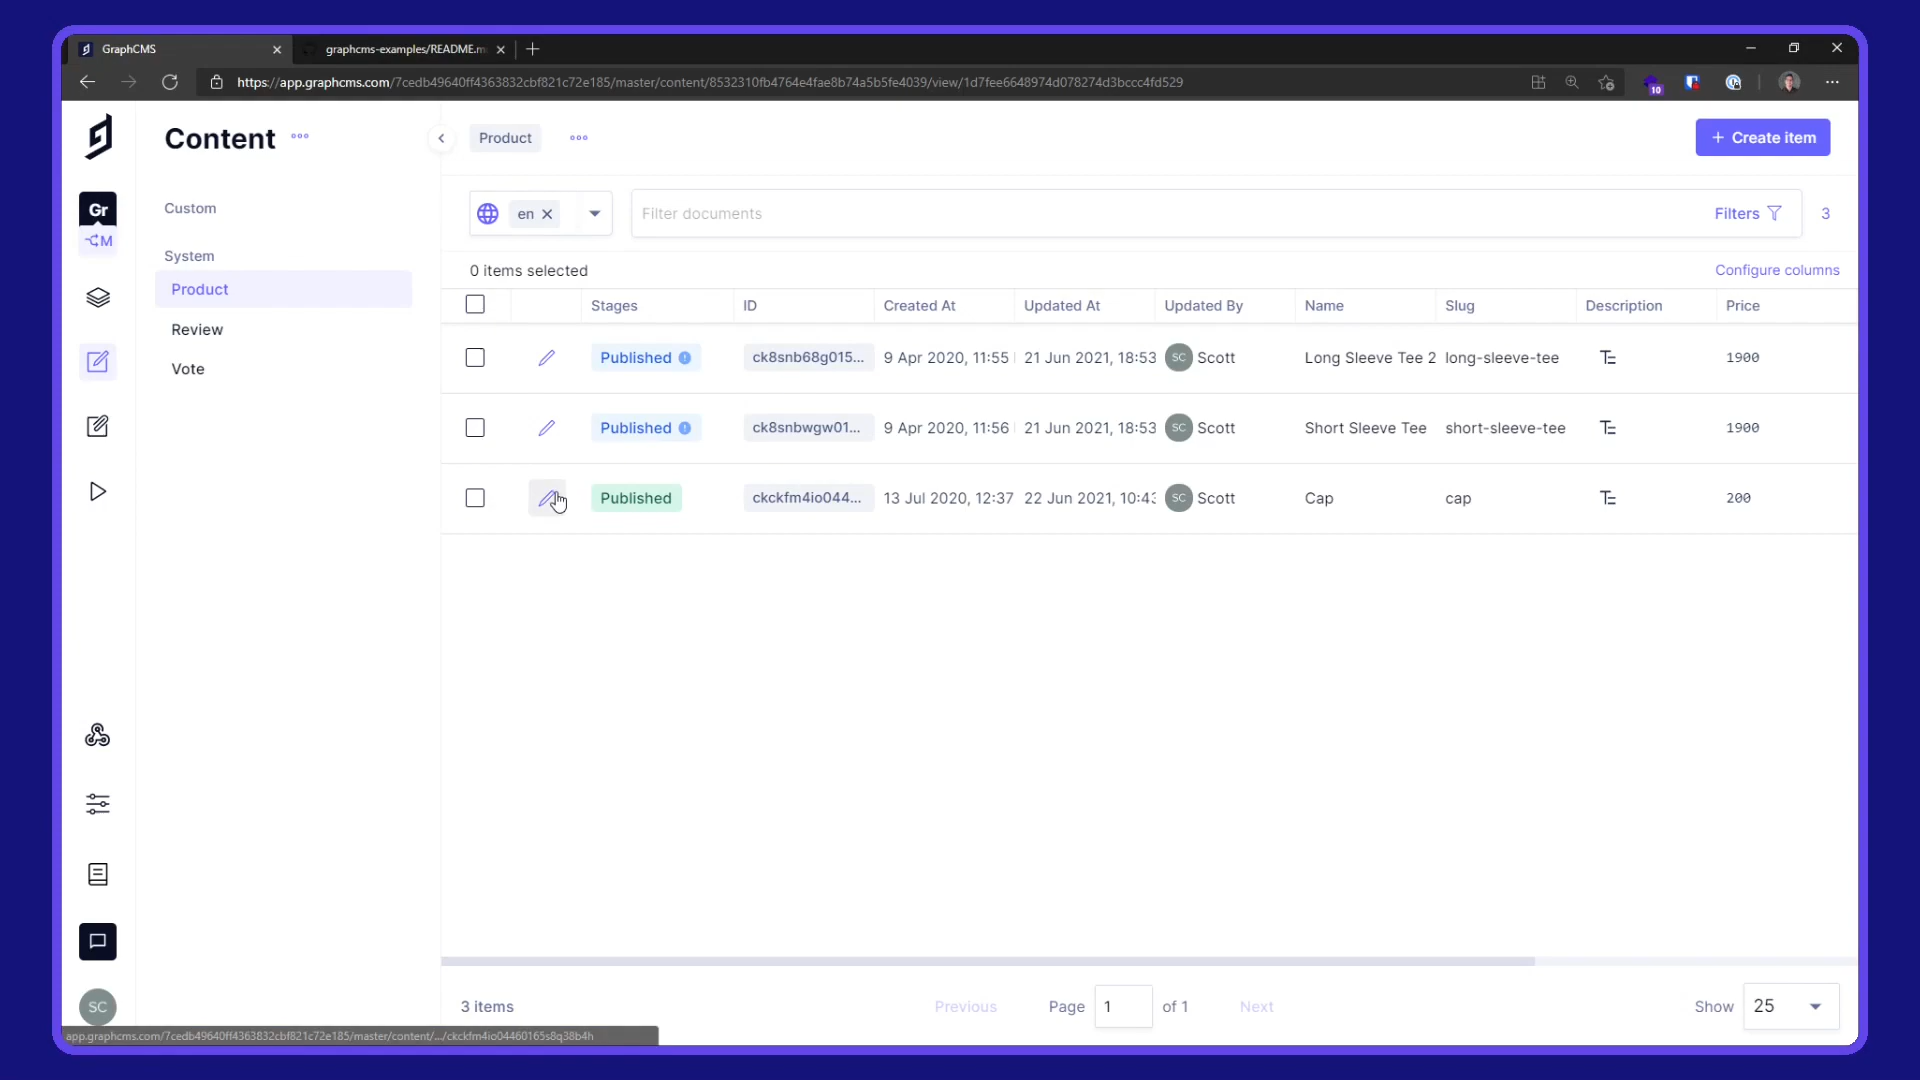 GraphCMS
graphcms-examples/README.m
https://app.graphcms.com/7cedb49640ff4363832cbf821c72e185/master/content/8532310fb4764e4fae8b74a5b5fe4039/view/1d7fee6648974d078274d3bccc4fd529
10
Content
Product
+ Create item
Gr
M
Custom
System
Product
Review
Vote
en
Filter documents
Filters
3
0 items selected
Configure columns
Stages ID Created At Updated At Updated By Name Slug Description Price
Published ck8snb68g015... 9 Apr 2020, 11:55 21 Jun 2021, 18:53 SC Scott Long Sleeve Tee 2 long-sleeve-tee 1900
Published ck8snbwgw01... 9 Apr 2020, 11:56 21 Jun 2021, 18:53 SC Scott Short Sleeve Tee short-sleeve-tee 1900
Published ckckfm4io044... 13 Jul 2020, 12:37 22 Jun 2021, 10:43 SC Scott Cap cap 200
3 items
Previous
Page 1 of 1
Next
Show 25
SC
app.graphcms.com/7cedb49640ff4363832cbf821c72e185/master/content/.../ckckfm4io04460165s8q38b4h